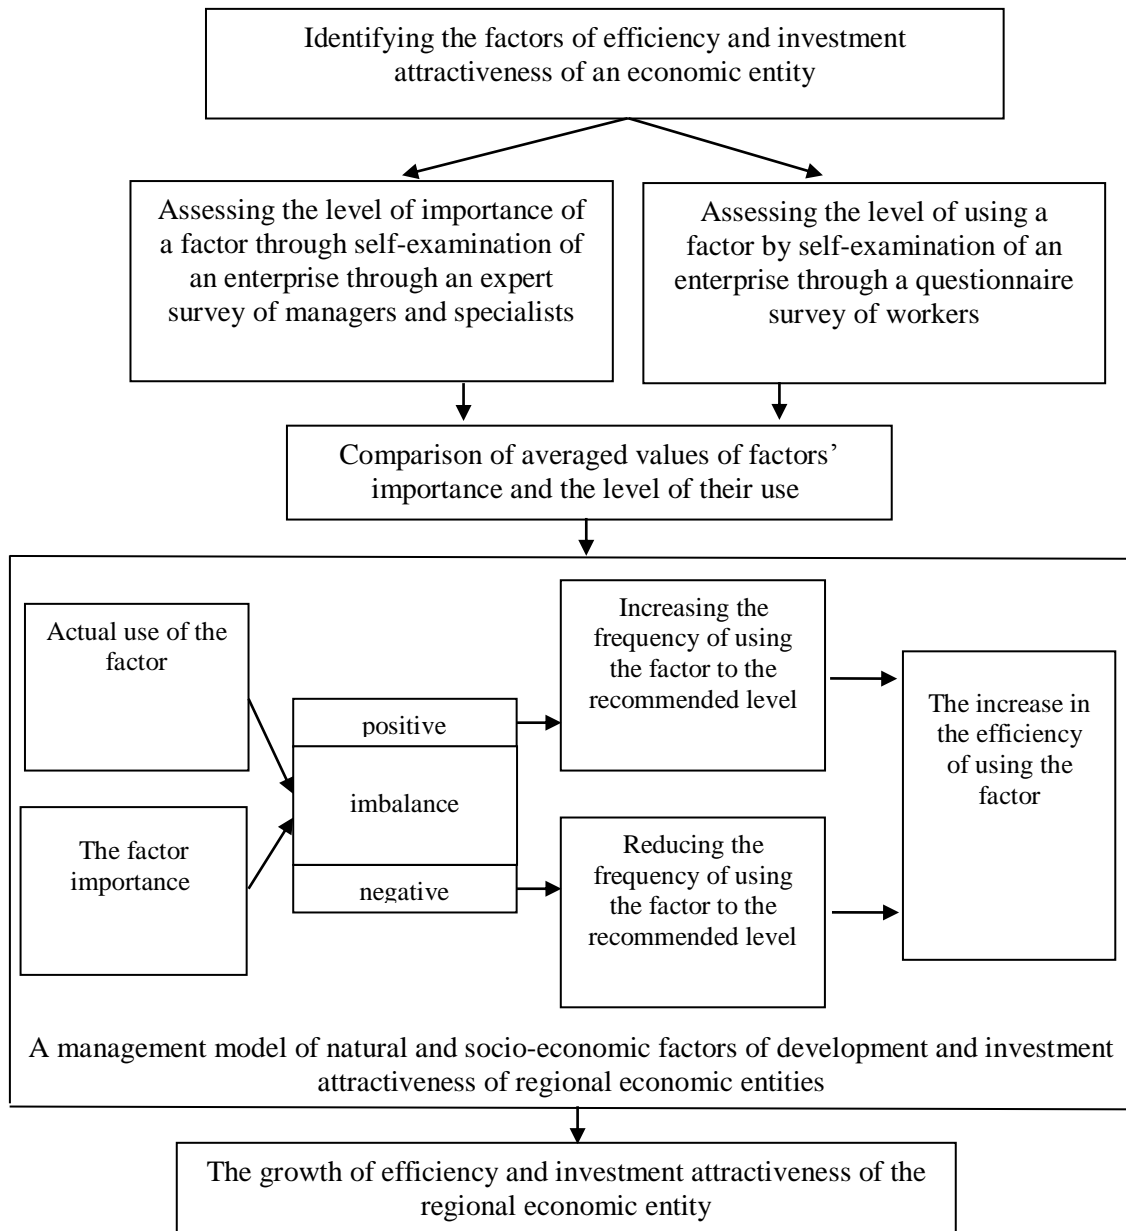 Identifying the factors of efficiency and investment
attractiveness of an economic entity
Assessing the level of importance of
a factor through self-examination of
an enterprise through an expert
survey of managers and specialists
Assessing the level of using a
factor by self-examination of an
enterprise through a questionnaire
survey of workers
Comparison of averaged values of factors’
importance and the level of their use
Actual use of the
factor
The factor
importance
positive
imbalance
negative
Increasing the
frequency of using
the factor to the
recommended level
Reducing the
frequency of using
the factor to the
recommended level
The increase in
the efficiency
of using the
factor
A management model of natural and socio-economic factors of development and investment
attractiveness of regional economic entities
The growth of efficiency and investment attractiveness of the
regional economic entity